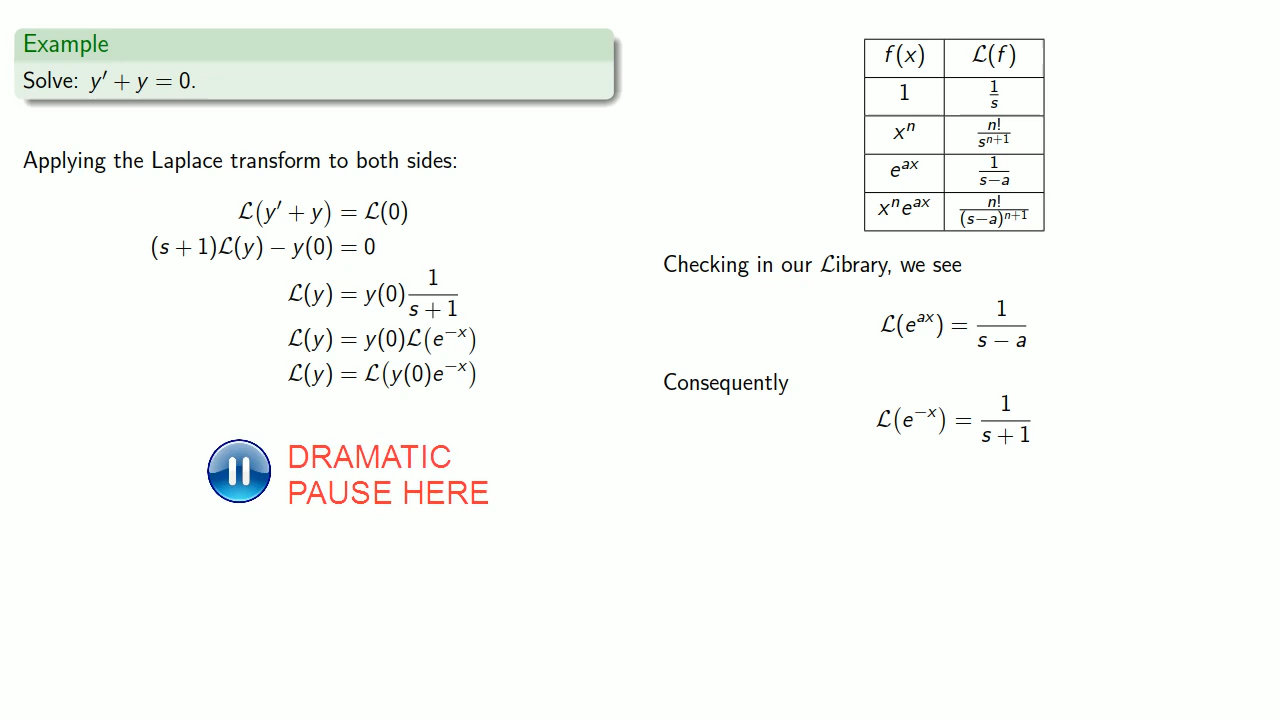 Example
Solve: y′ + y = 0.
Applying the Laplace transform to both sides:
ℒ(y′ + y) = ℒ(0)
(s + 1)ℒ(y) − y(0) = 0
ℒ(y) = y(0) 1/(s + 1)
ℒ(y) = y(0)ℒ(e^{−x})
ℒ(y) = ℒ(y(0)e^{−x})
DRAMATIC
PAUSE HERE
f(x) ℒ(f)
1 1/s
x^n n!/s^{n+1}
e^{ax} 1/(s−a)
x^n e^{ax} n!/(s−a)^{n+1}
Checking in our ℒibrary, we see
ℒ(e^{ax}) = 1/(s − a)
Consequently
ℒ(e^{−x}) = 1/(s + 1)